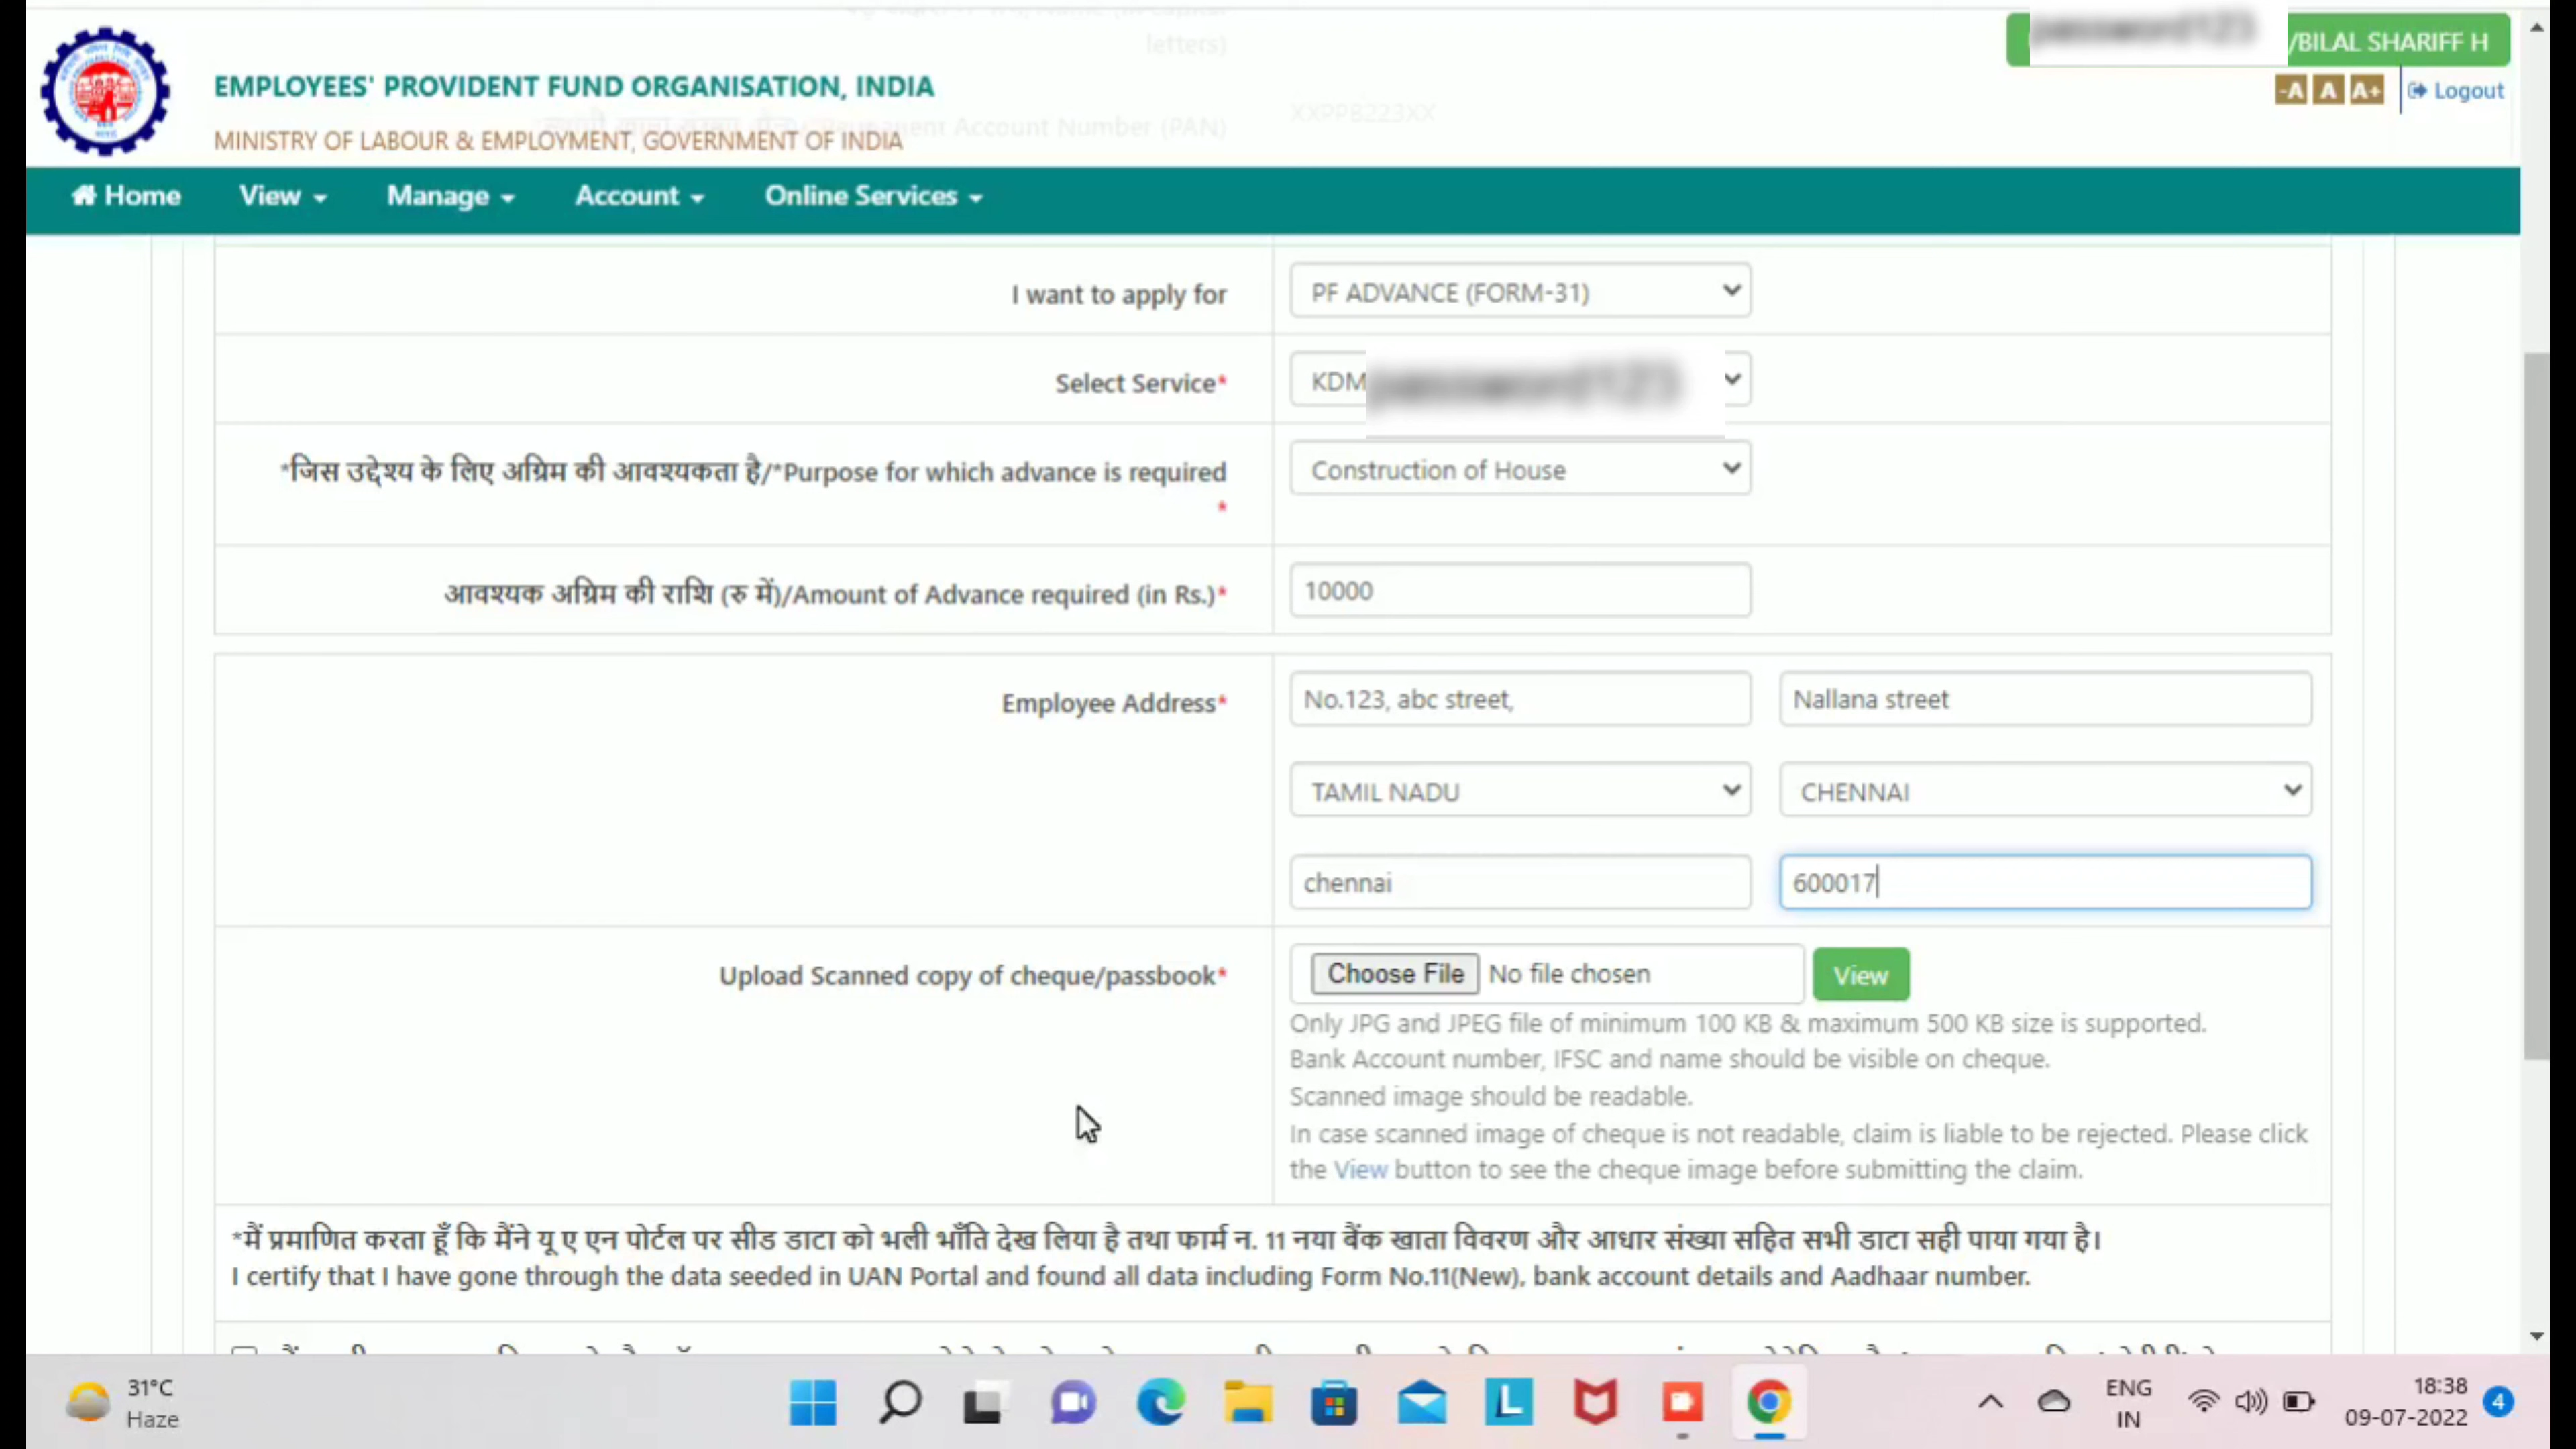 letters)
password123
/BILAL SHARIFF H
EMPLOYEES' PROVIDENT FUND ORGANISATION, INDIA
-A A A+ Logout
Permanent Account Number (PAN)
XXPP8223XX
MINISTRY OF LABOUR & EMPLOYMENT, GOVERNMENT OF INDIA
Home View Manage Account Online Services
I want to apply for PF ADVANCE (FORM-31)
Select Service* KDM password123
*जिस उद्देश्य के लिए अग्रिम की आवश्यकता है/*Purpose for which advance is required Construction of House
*
आवश्यक अग्रिम की राशि (रु में)/Amount of Advance required (in Rs.)* 10000
Employee Address* No.123, abc street, Nallana street
TAMIL NADU CHENNAI
chennai 600017
Upload Scanned copy of cheque/passbook* Choose File No file chosen View
Only JPG and JPEG file of minimum 100 KB & maximum 500 KB size is supported.
Bank Account number, IFSC and name should be visible on cheque.
Scanned image should be readable.
In case scanned image of cheque is not readable, claim is liable to be rejected. Please click
the View button to see the cheque image before submitting the claim.
*मैं प्रमाणित करता हूँ कि मैंने यू ए एन पोर्टल पर सीड डाटा को भली भाँति देख लिया है तथा फार्म न. 11 नया बैंक खाता विवरण और आधार संख्या सहित सभी डाटा सही पाया गया है।
I certify that I have gone through the data seeded in UAN Portal and found all data including Form No.11(New), bank account details and Aadhaar number.
31°C
Haze
ENG
IN
18:38
09-07-2022
4